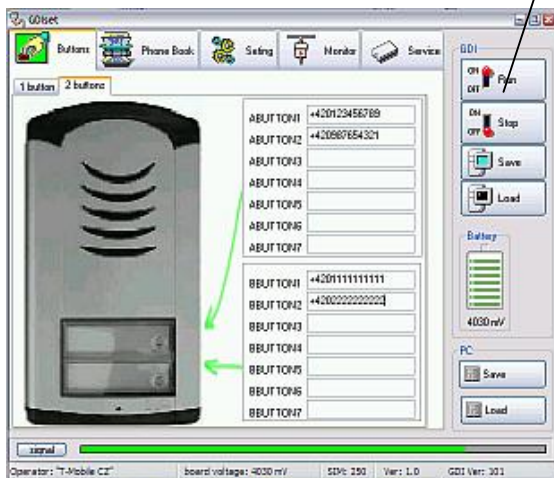 GDIset
Buttons Phone Book Seting Monitor Service
1 button 2 buttons
ABUTTON1 +420123456789
ABUTTON2 +420987654321
ABUTTON3
ABUTTON4
ABUTTON5
ABUTTON6
ABUTTON7
BBUTTON1 +4201111111111
BBUTTON2 +4202222222222
BBUTTON3
BBUTTON4
BBUTTON5
BBUTTON6
BBUTTON7
GDI
ON
OFF
Run
ON
OFF
Stop
Save
Load
Battery
4030 mV
PC
Save
Load
signal
Operator: "T-Mobile CZ" board voltage: 4030 mV SIM: 250 Ver: 1.0 GDI Ver: 101